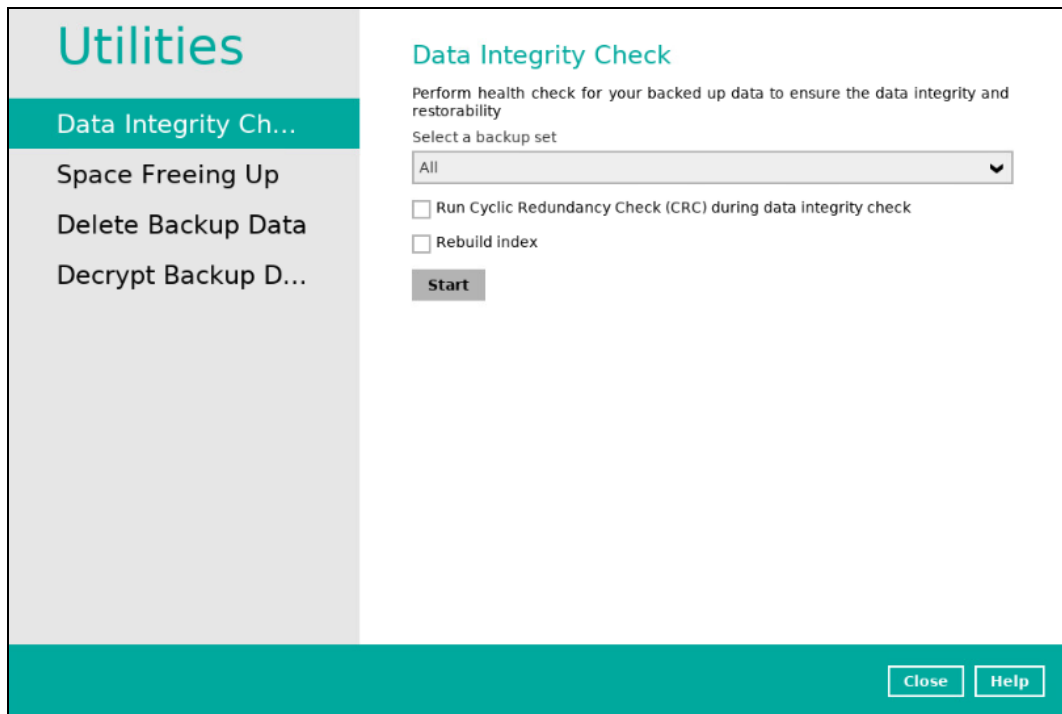 Utilities
Data Integrity Ch...
Space Freeing Up
Delete Backup Data
Decrypt Backup D...
Data Integrity Check
Perform health check for your backed up data to ensure the data integrity and
restorability
Select a backup set
All
Run Cyclic Redundancy Check (CRC) during data integrity check
Rebuild index
Start
Close
Help